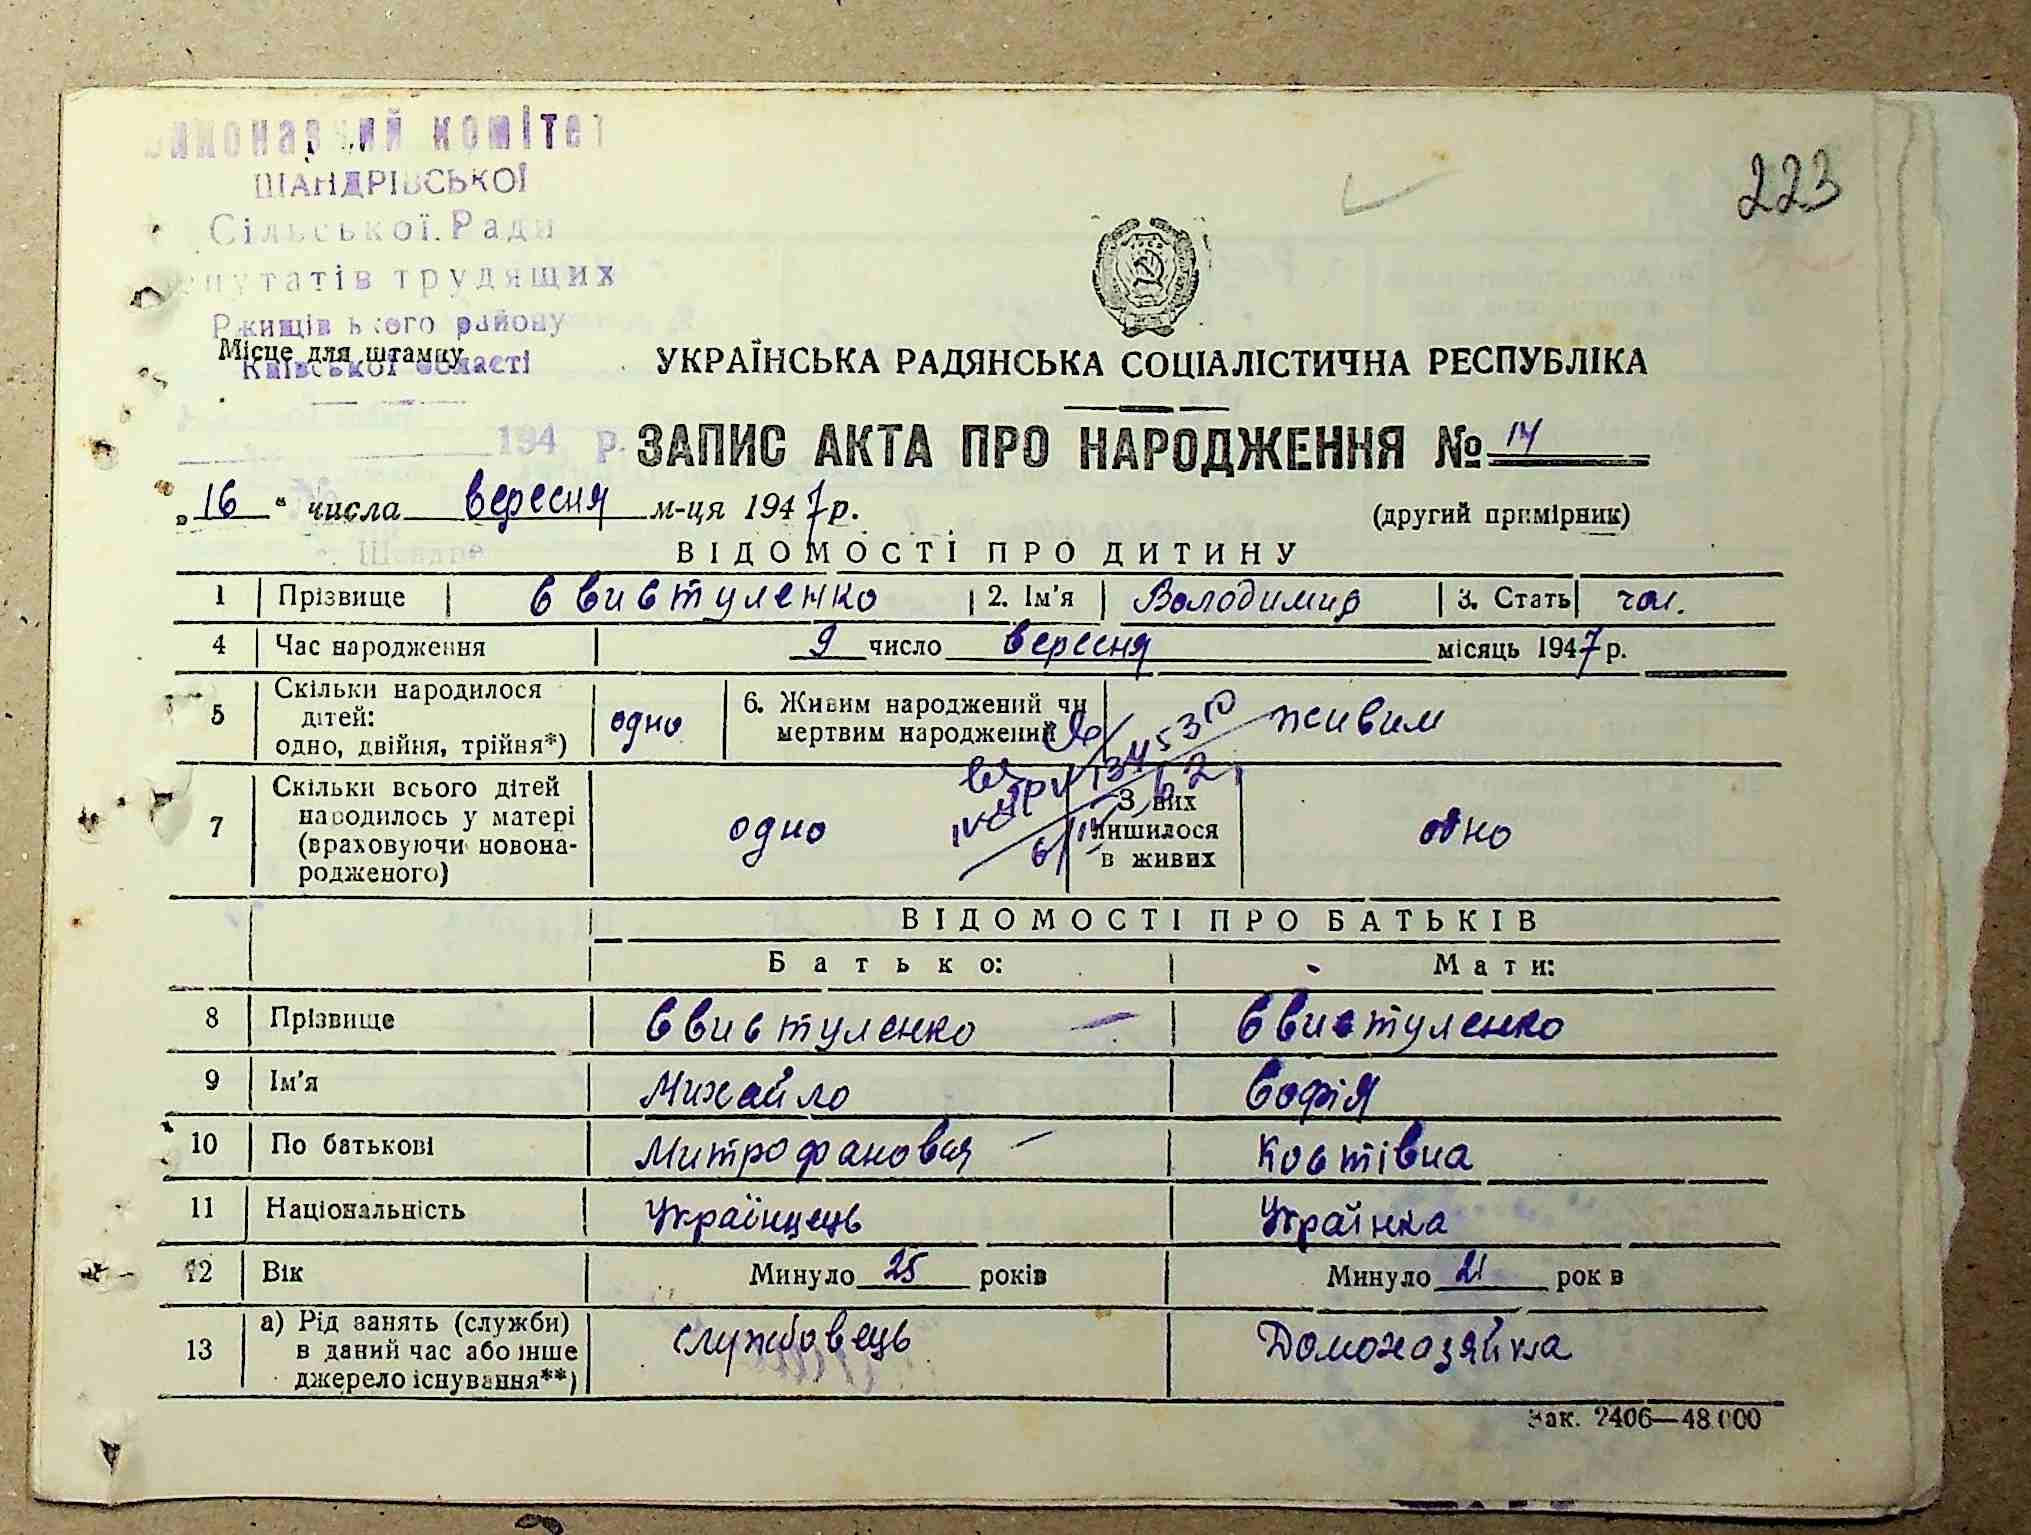 Виконавчий комітет
ШАНДРІВСЬКОЇ
Сільської Ради
депутатів трудящих
Ржищівського району
Київської області
Місце для штампу
194 р.
223
УКРАЇНСЬКА РАДЯНСЬКА СОЦІАЛІСТИЧНА РЕСПУБЛІКА
ЗАПИС АКТА ПРО НАРОДЖЕННЯ № 14
„16“ числа вересня м-ця 1947 р.
(другий примірник)
ВІДОМОСТІ ПРО ДИТИНУ
1 Прізвище Свистуленко 2. Ім'я Володимир 3. Стать чол.
4 Час народження 9 число вересня місяць 1947 р.
5 Скільки народилося дітей: одно, двійня, трійня*) одно 6. Живим народжений чи мертвим народжений живим
7 Скільки всього дітей народилось у матері (враховуючи новонародженого) одно З них лишилося в живих одно
ВІДОМОСТІ ПРО БАТЬКІВ
Батько: Мати:
8 Прізвище Свистуленко Свистуленко
9 Ім'я Михайло Софія
10 По батькові Митрофанович Костівна
11 Національність Українець Українка
12 Вік Минуло 25 років Минуло 21 років
13 а) Рід занять (служби) в даний час або інше джерело існування**) службовець Домохазяйка
Зак. 2406—48.000